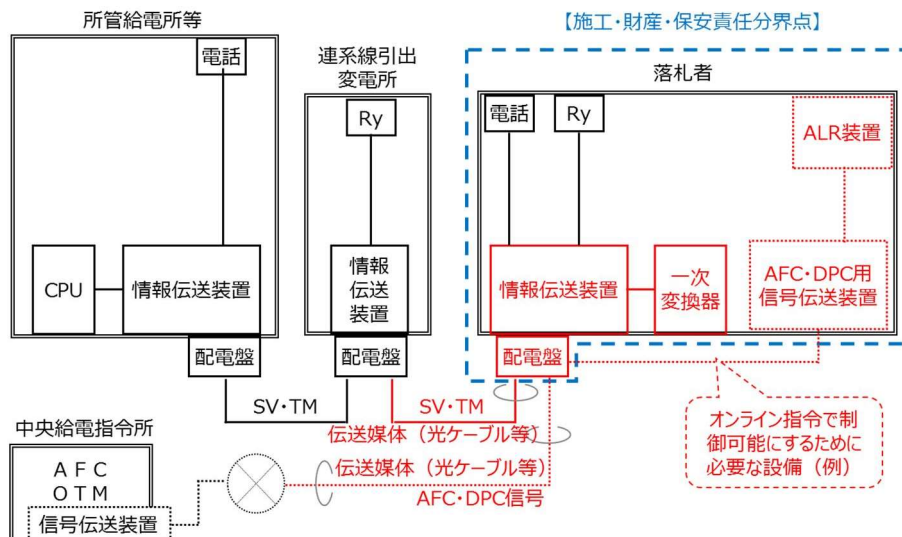 所管給電所等
電話
CPU
情報伝送装置
配電盤
連系線引出
変電所
Ry
情報
伝送
装置
配電盤
【施工・財産・保安責任分界点】
落札者
電話
Ry
ALR装置
情報伝送装置
一次
変換器
AFC・DPC用
信号伝送装置
配電盤
SV・TM
SV・TM
伝送媒体（光ケーブル等）
オンライン指令で制
御可能にするために
必要な設備（例）
中央給電指令所
ＡＦＣ
ＯＴＭ
信号伝送装置
伝送媒体（光ケーブル等）
AFC・DPC信号